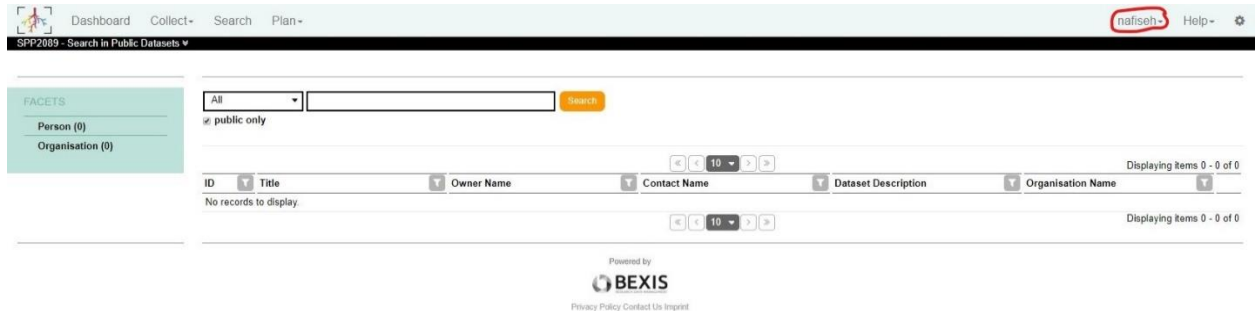 Dashboard Collect Search Plan nafiseh Help
SPP2089 - Search in Public Datasets
FACETS
Person (0)
Organisation (0)
All Search
public only
10
Displaying items 0 - 0 of 0
ID Title Owner Name Contact Name Dataset Description Organisation Name
No records to display.
10
Displaying items 0 - 0 of 0
Powered by
BEXIS
Privacy Policy Contact Us Imprint